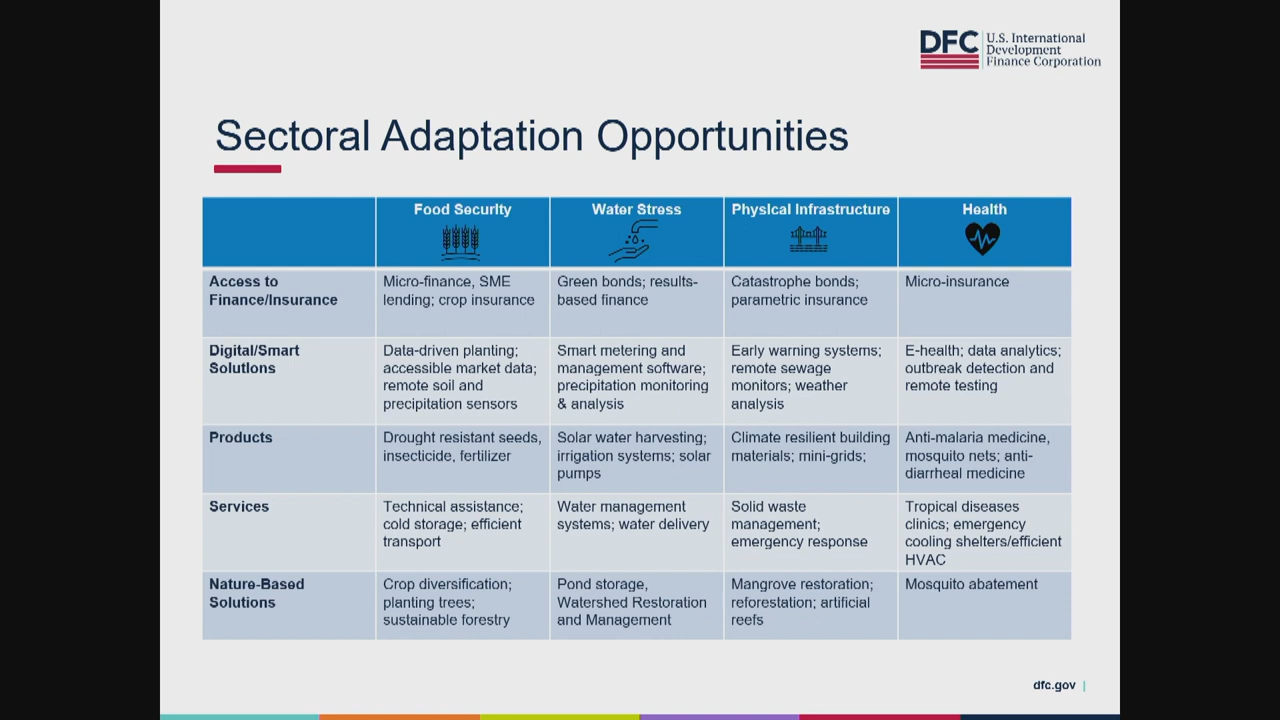 DFC
U.S. International
Development
Finance Corporation
Sectoral Adaptation Opportunities
Food Security
Water Stress
Physical Infrastructure
Health
Access to
Finance/Insurance
Micro-finance, SME
lending; crop insurance
Green bonds; results-
based finance
Catastrophe bonds;
parametric insurance
Micro-insurance
Digital/Smart
Solutions
Data-driven planting;
accessible market data;
remote soil and
precipitation sensors
Smart metering and
management software;
precipitation monitoring
& analysis
Early warning systems;
remote sewage
monitors; weather
analysis
E-health; data analytics;
outbreak detection and
remote testing
Products
Drought resistant seeds,
insecticide, fertilizer
Solar water harvesting;
irrigation systems; solar
pumps
Climate resilient building
materials; mini-grids;
Anti-malaria medicine,
mosquito nets; anti-
diarrheal medicine
Services
Technical assistance;
cold storage; efficient
transport
Water management
systems; water delivery
Solid waste
management;
emergency response
Tropical diseases
clinics; emergency
cooling shelters/efficient
HVAC
Nature-Based
Solutions
Crop diversification;
planting trees;
sustainable forestry
Pond storage,
Watershed Restoration
and Management
Mangrove restoration;
reforestation; artificial
reefs
Mosquito abatement
dfc.gov |